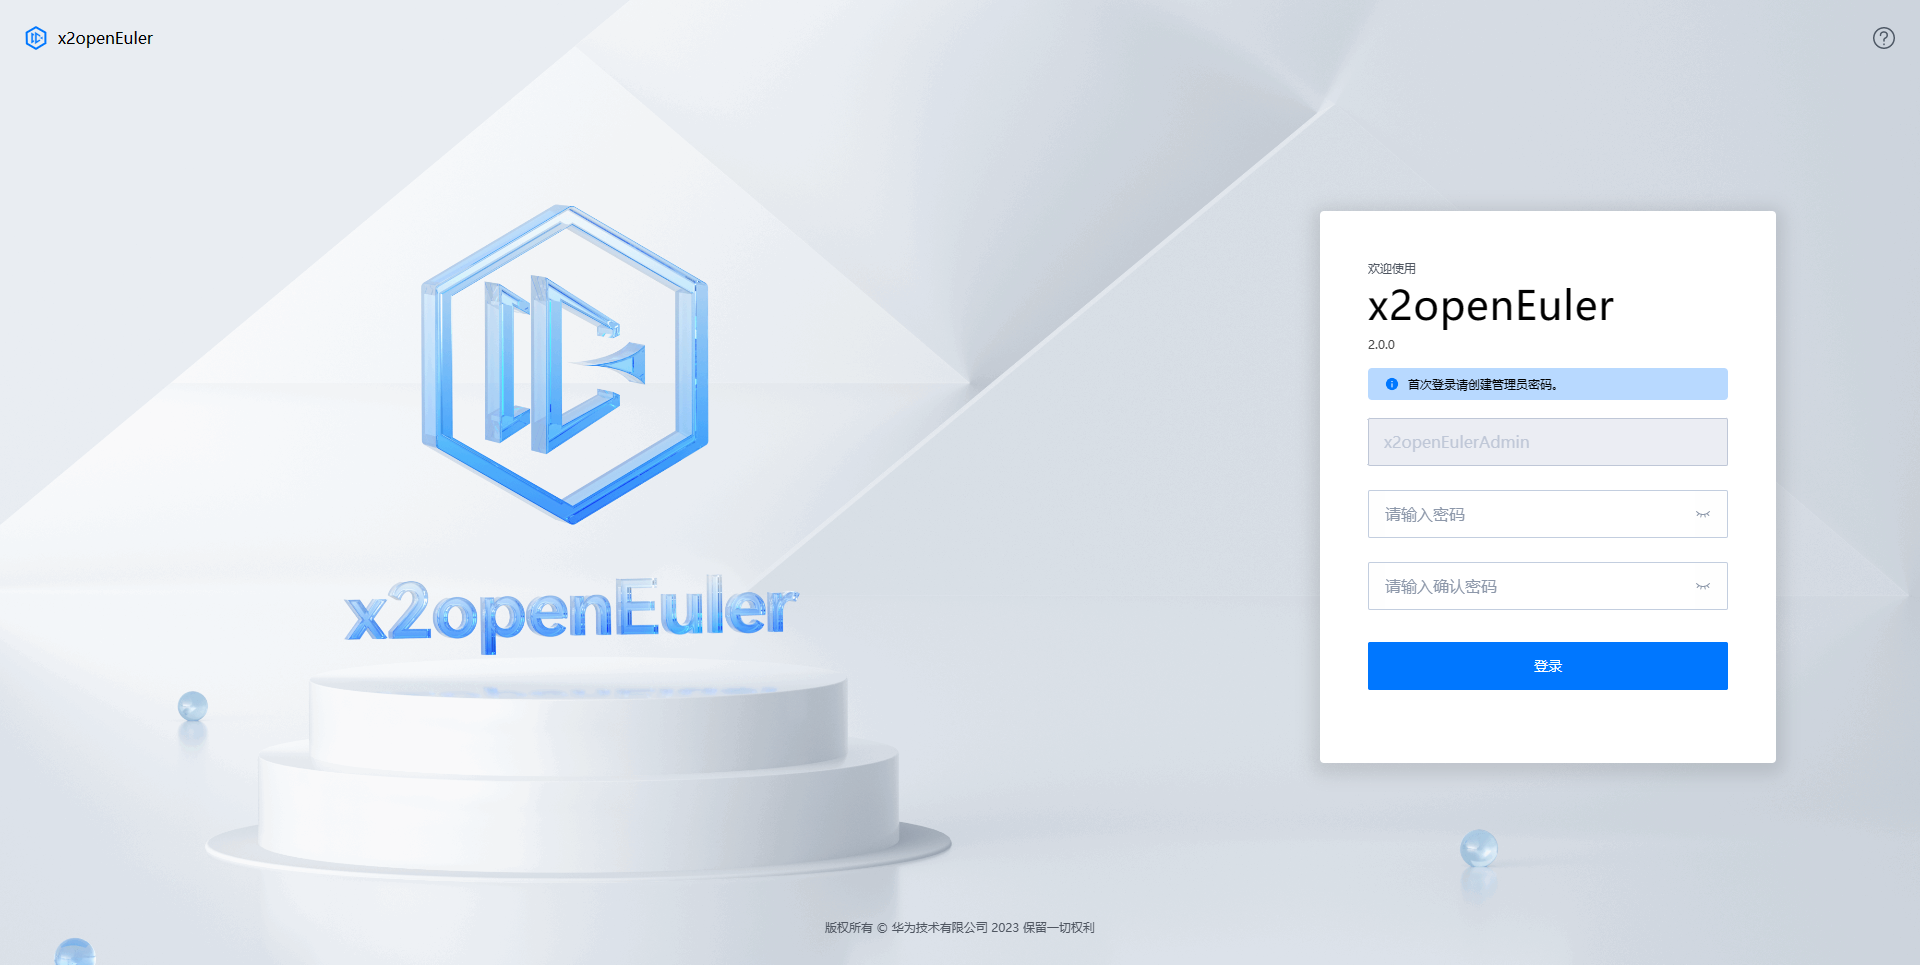 x2openEuler
x2openEuler
欢迎使用
x2openEuler
2.0.0
首次登录请创建管理员密码。
x2openEulerAdmin
请输入密码
请输入确认密码
登录
版权所有 © 华为技术有限公司 2023 保留一切权利